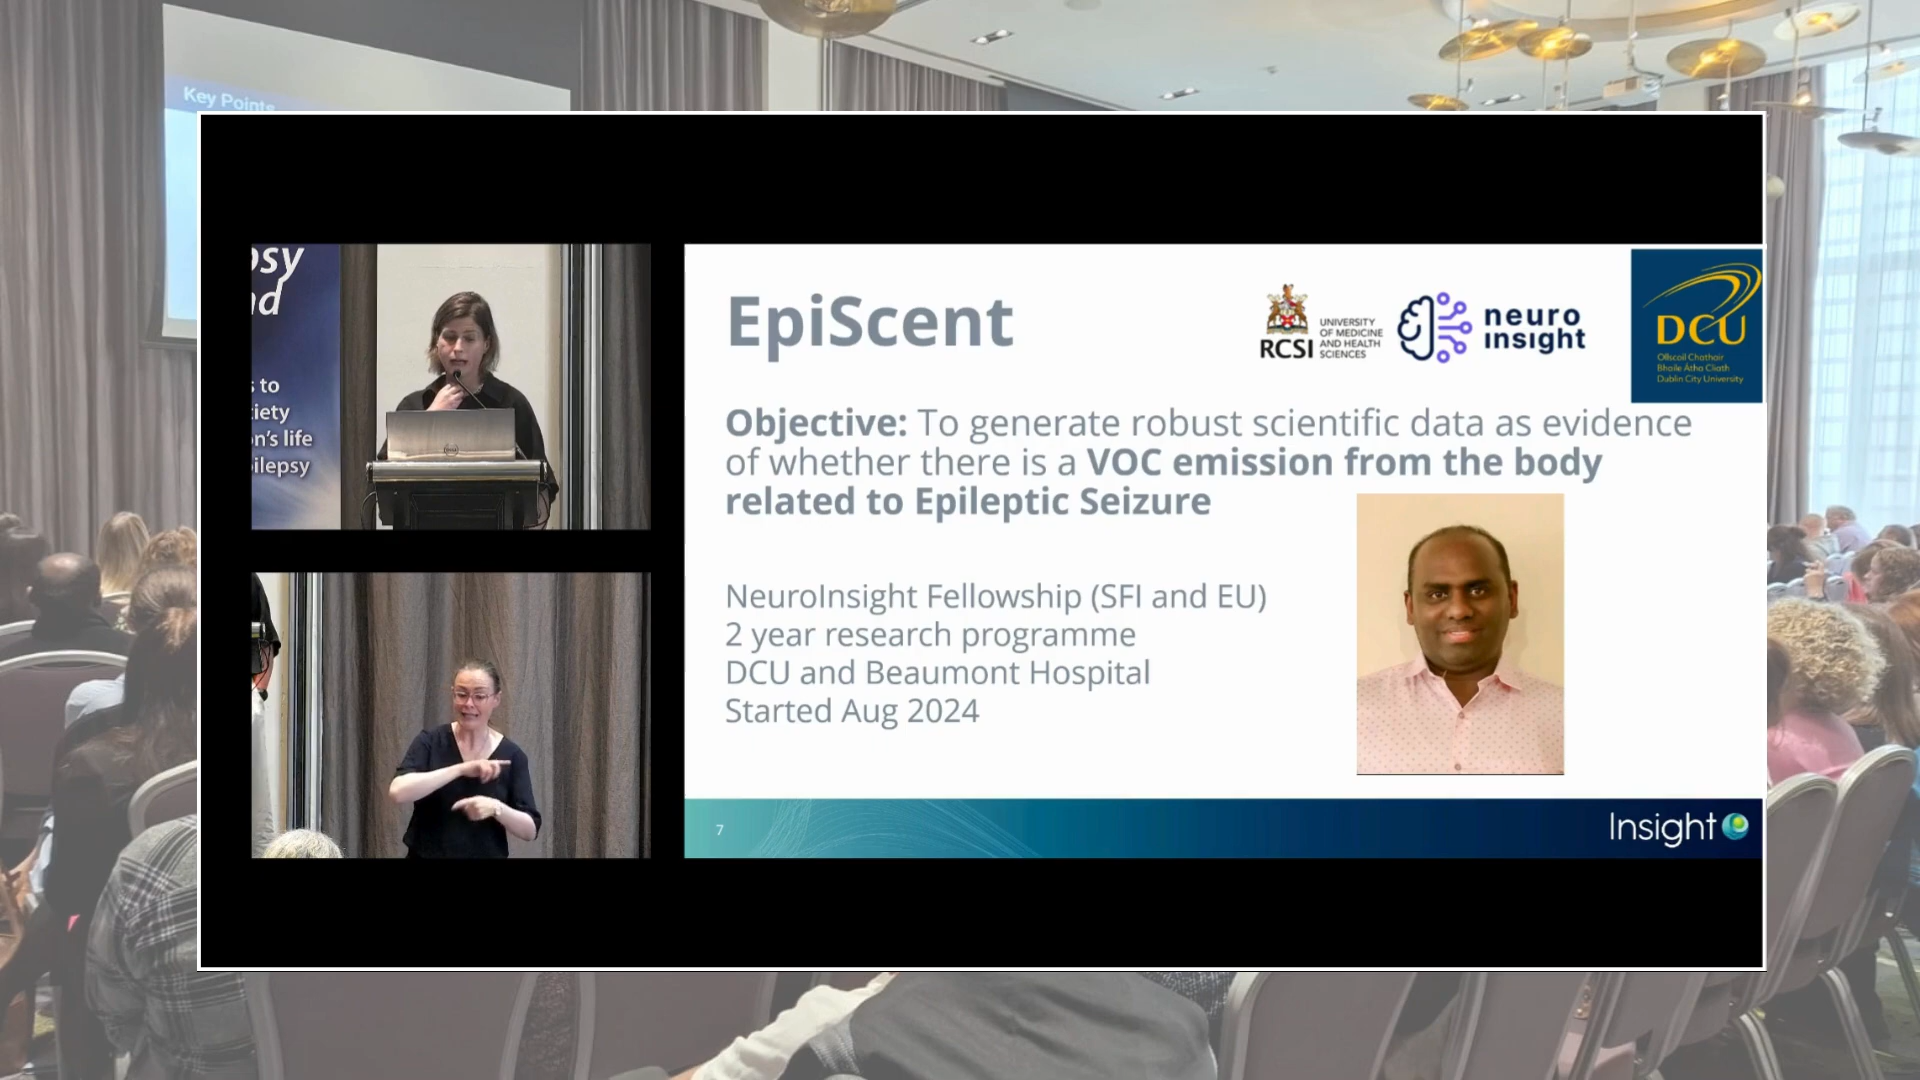 Key Points
psy
nd
s to
iety
on's life
ilepsy
EpiScent
RCSI
UNIVERSITY
OF MEDICINE
AND HEALTH
SCIENCES
neuro
insight
DCU
Ollscoil Chathair
Bhaile Átha Cliath
Dublin City University
Objective: To generate robust scientific data as evidence
of whether there is a VOC emission from the body
related to Epileptic Seizure
NeuroInsight Fellowship (SFI and EU)
2 year research programme
DCU and Beaumont Hospital
Started Aug 2024
7
Insight